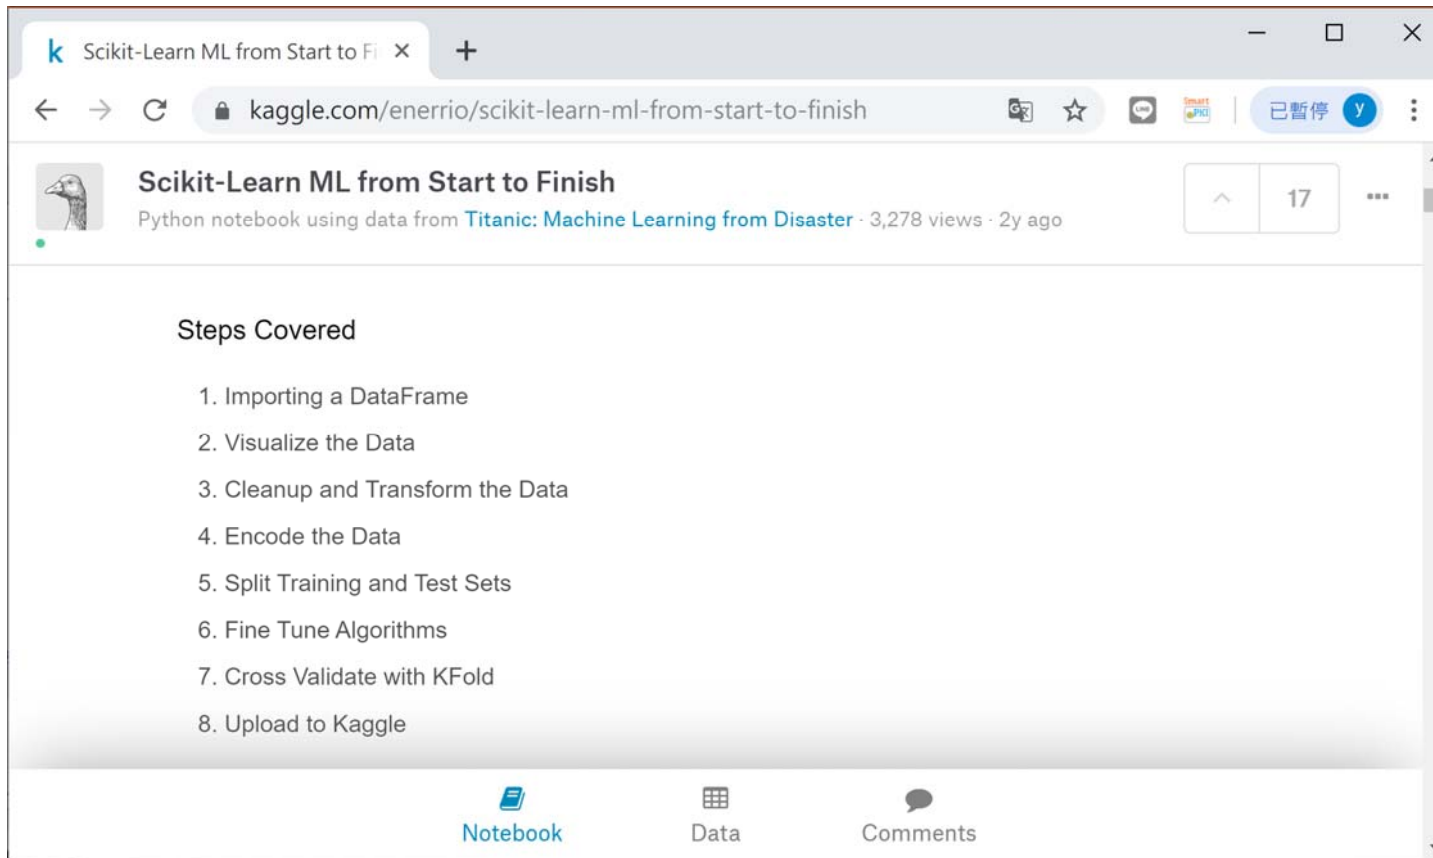 k Scikit-Learn ML from Start to Fi
kaggle.com/enerrio/scikit-learn-ml-from-start-to-finish 已暫停 y
Scikit-Learn ML from Start to Finish
Python notebook using data from Titanic: Machine Learning from Disaster · 3,278 views · 2y ago
17
Steps Covered
1. Importing a DataFrame
2. Visualize the Data
3. Cleanup and Transform the Data
4. Encode the Data
5. Split Training and Test Sets
6. Fine Tune Algorithms
7. Cross Validate with KFold
8. Upload to Kaggle
Notebook Data Comments